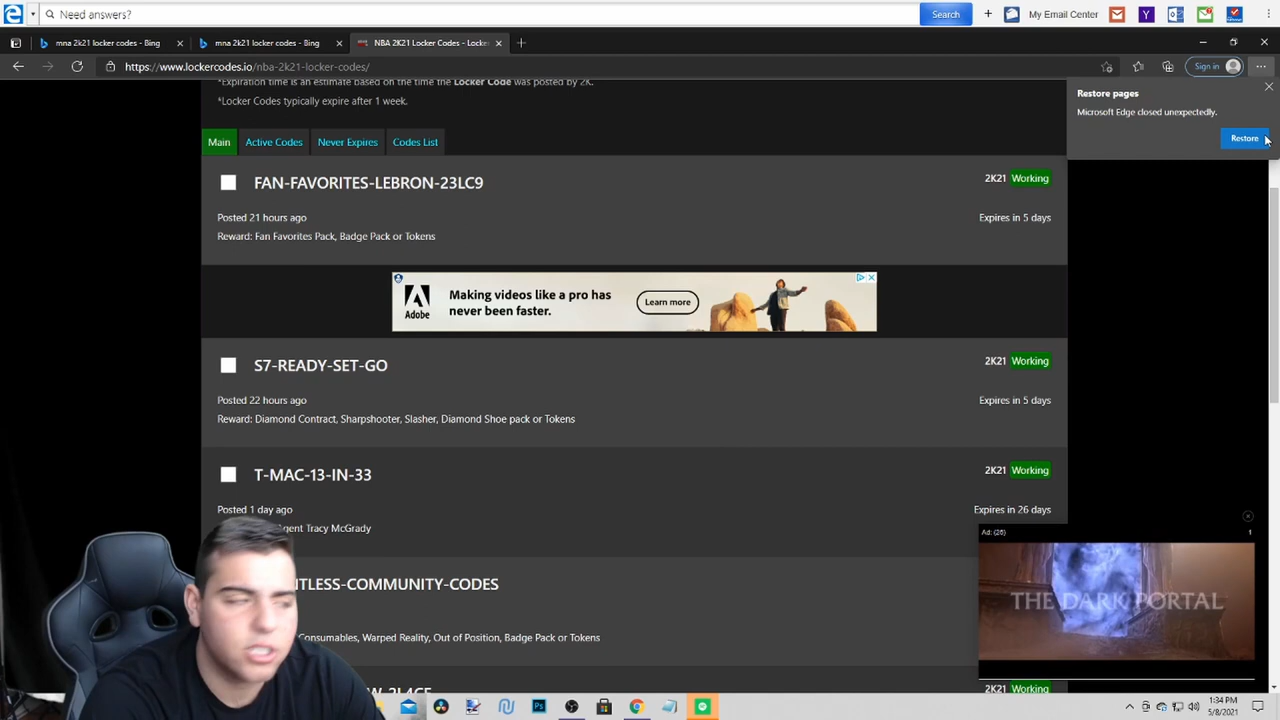 Need answers?
Search
My Email Center
mna 2k21 locker codes - Bing
mna 2k21 locker codes - Bing
NBA 2K21 Locker Codes - Locker
https://www.lockercodes.io/nba-2k21-locker-codes/
Sign in
Restore pages
Microsoft Edge closed unexpectedly.
Restore
*Expiration time is an estimate based on the time the Locker Code was posted by 2K.
*Locker Codes typically expire after 1 week.
Main
Active Codes
Never Expires
Codes List
FAN-FAVORITES-LEBRON-23LC9
2K21 Working
Posted 21 hours ago
Expires in 5 days
Reward: Fan Favorites Pack, Badge Pack or Tokens
Adobe
Making videos like a pro has
never been faster.
Learn more
S7-READY-SET-GO
2K21 Working
Posted 22 hours ago
Expires in 5 days
Reward: Diamond Contract, Sharpshooter, Slasher, Diamond Shoe pack or Tokens
T-MAC-13-IN-33
2K21 Working
Posted 1 day ago
Expires in 26 days
gent Tracy McGrady
Ad: (26)
THE DARK PORTAL
NTLESS-COMMUNITY-CODES
Consumables, Warped Reality, Out of Position, Badge Pack or Tokens
2K21 Working
Ps
1:34 PM
5/8/2021